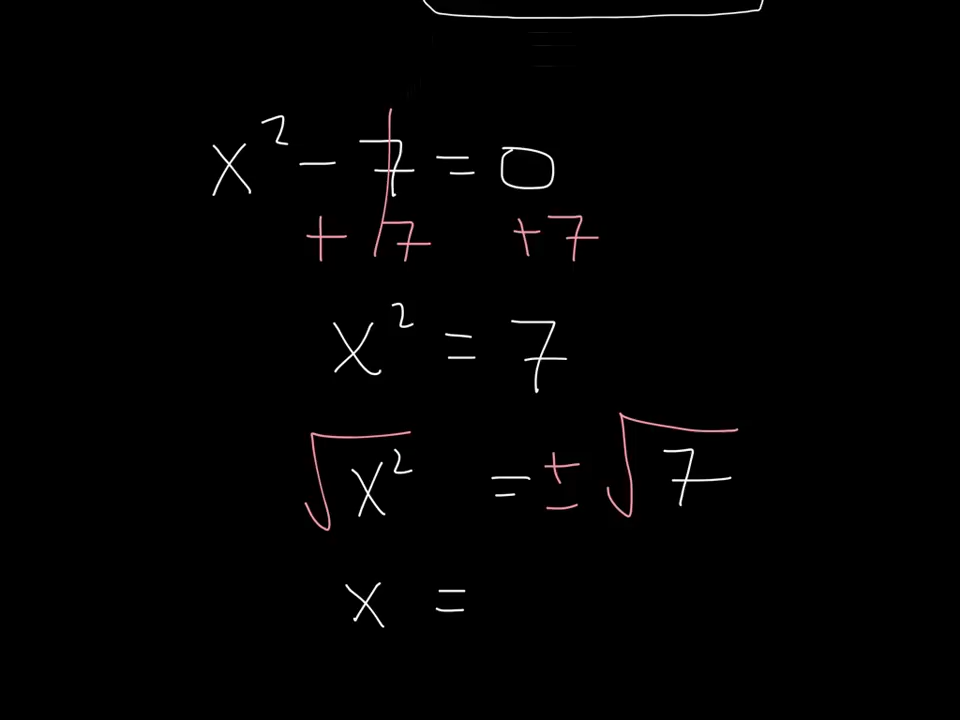 x² - 7 = 0
+ 7 +7
x² = 7
√x² = ± √7
x =